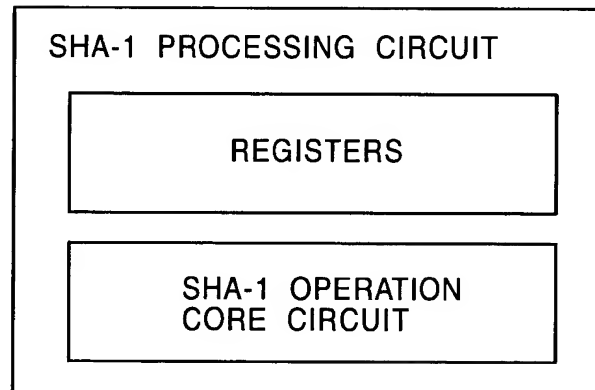 SHA-1 PROCESSING CIRCUIT
REGISTERS
SHA-1 OPERATION
CORE CIRCUIT